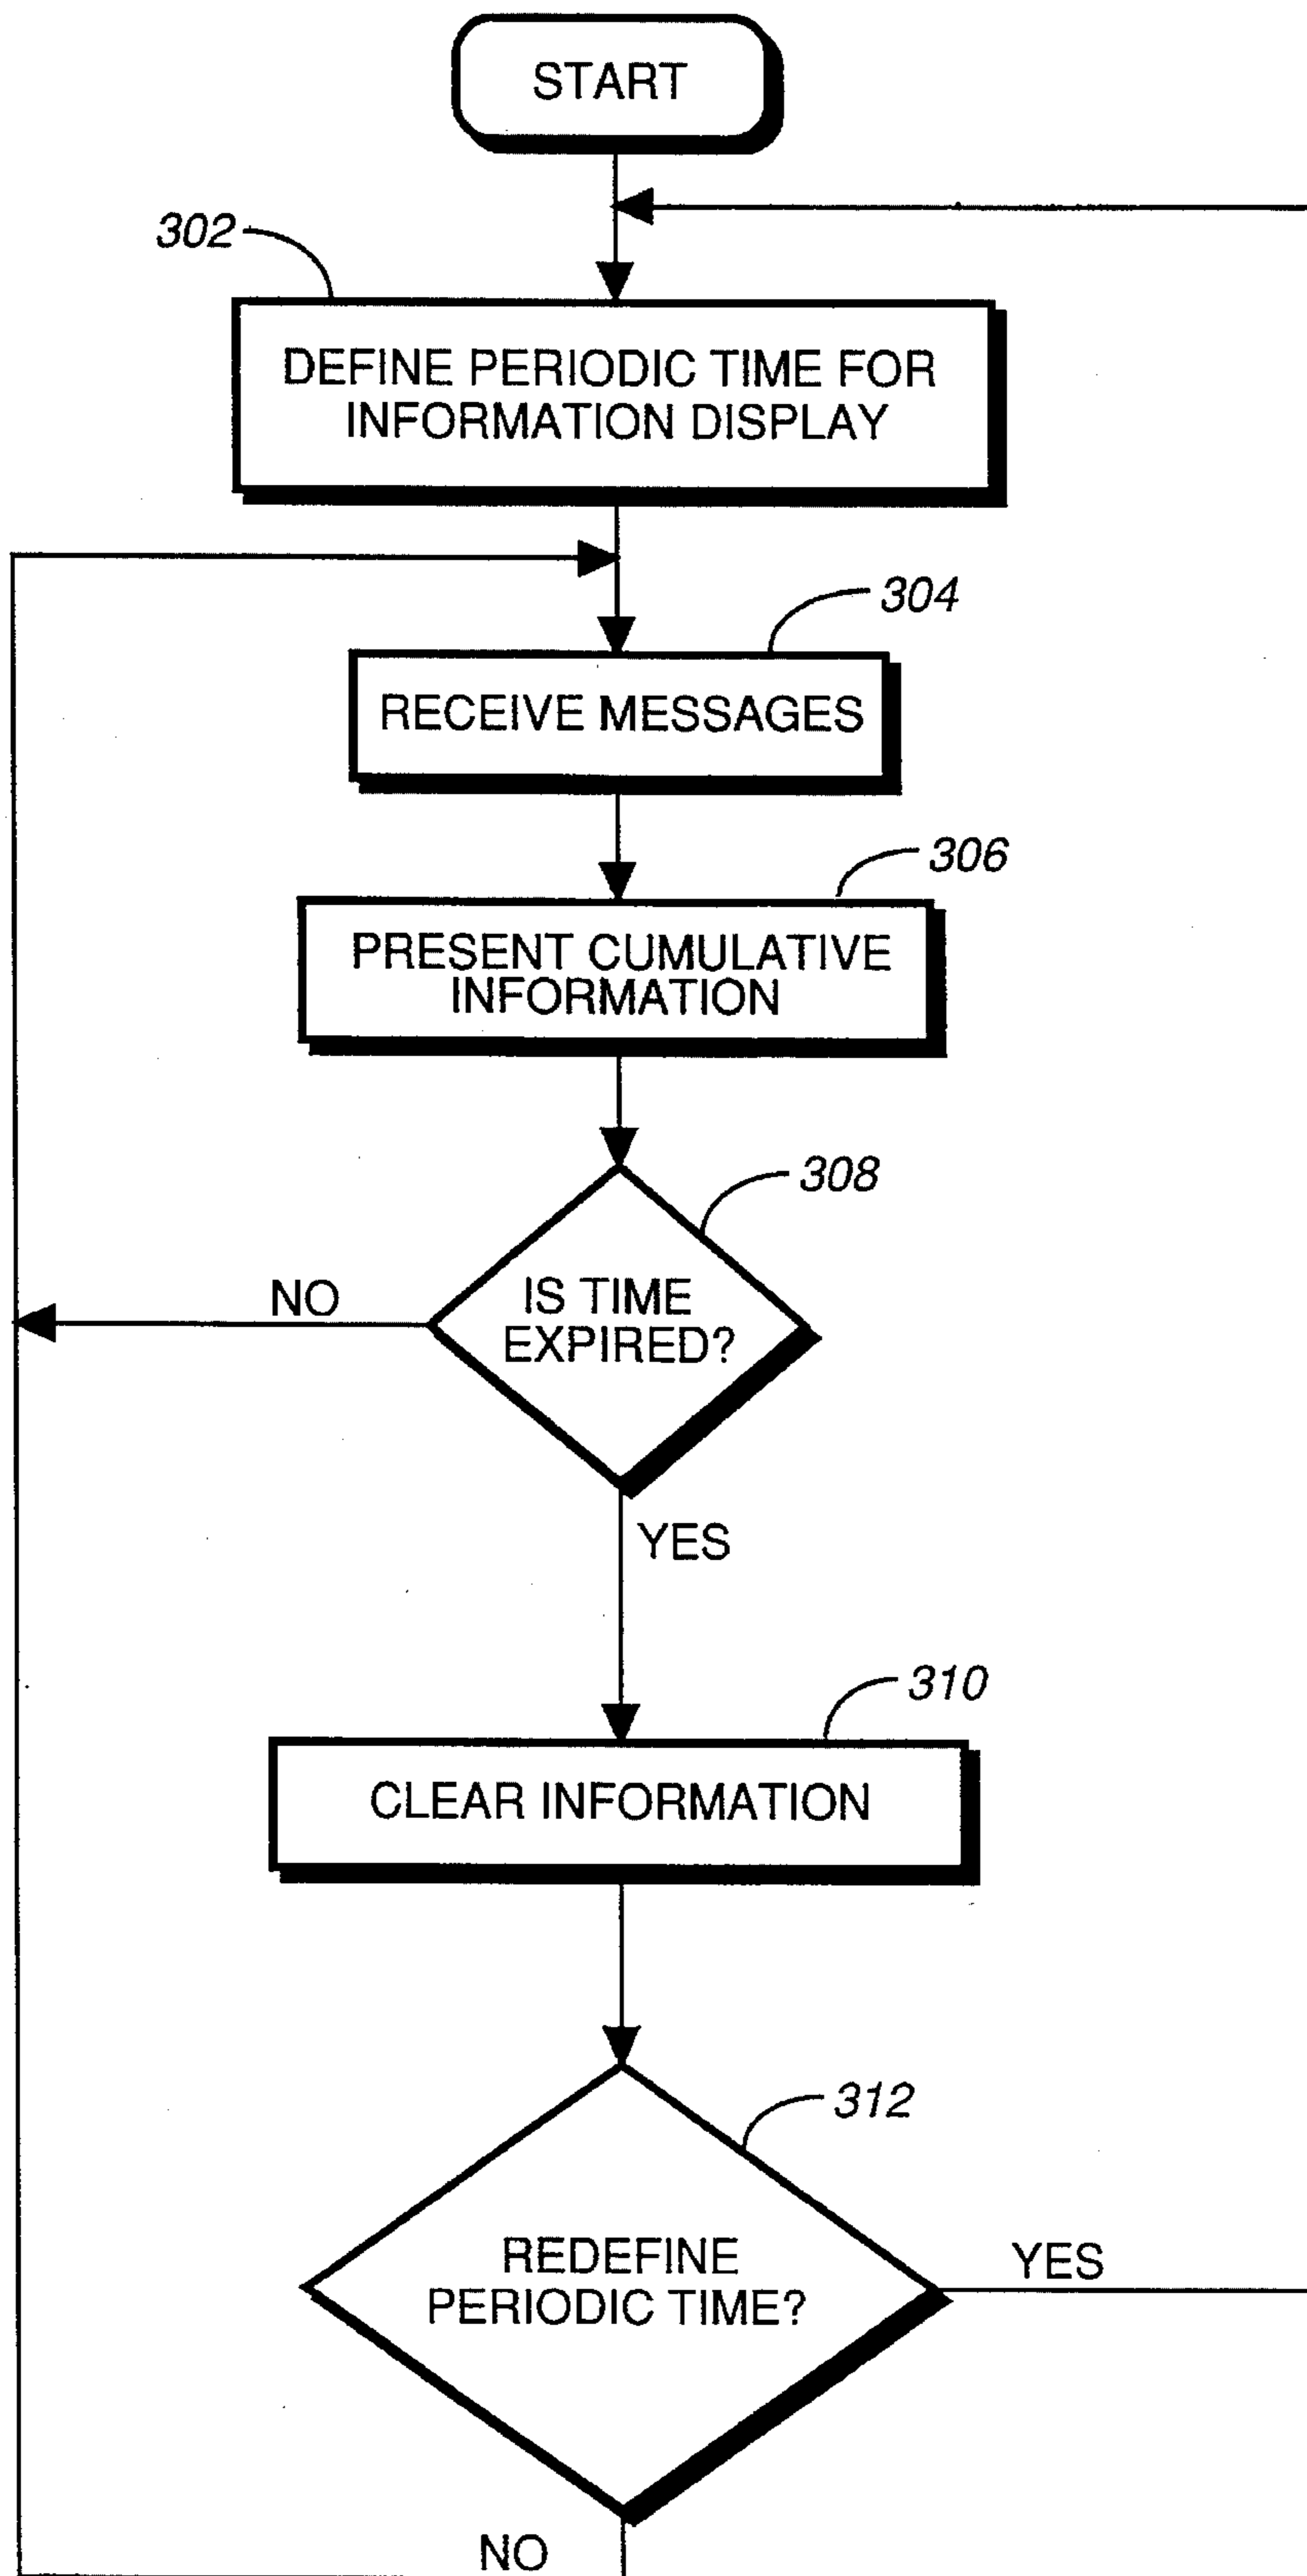 START
302
DEFINE PERIODIC TIME FOR
INFORMATION DISPLAY
304
RECEIVE MESSAGES
306
PRESENT CUMULATIVE
INFORMATION
308
IS TIME
EXPIRED?
NO
YES
310
CLEAR INFORMATION
312
REDEFINE
PERIODIC TIME?
YES
NO